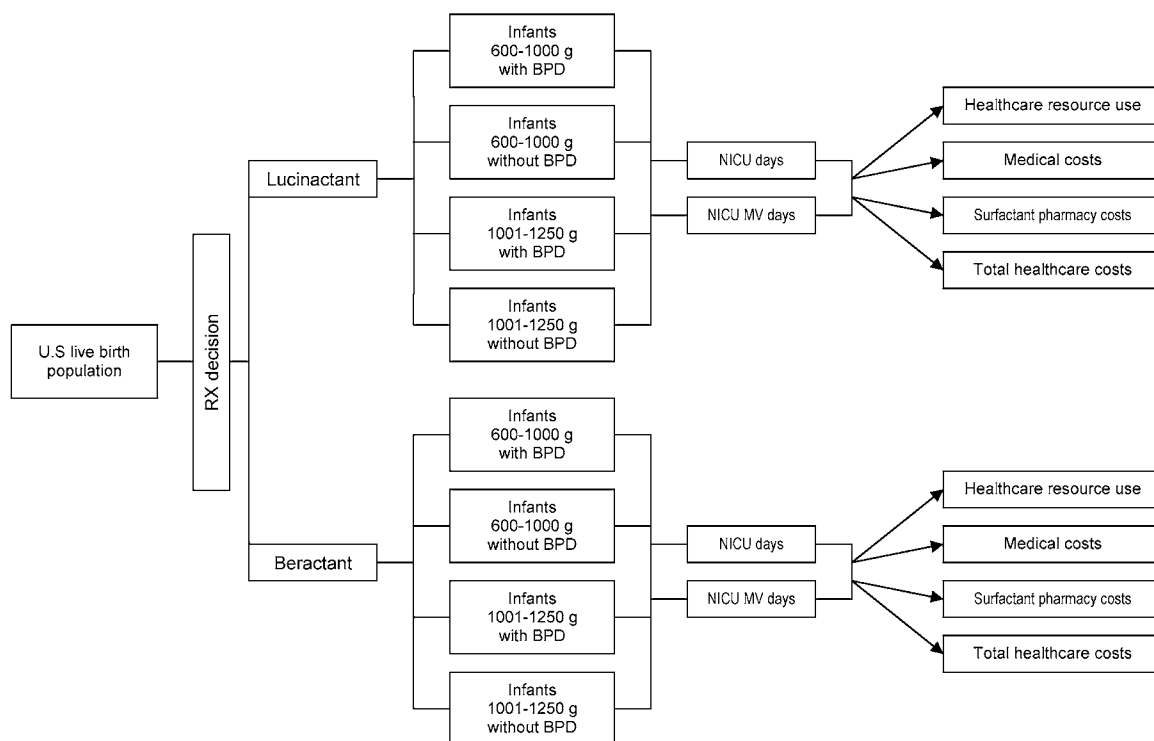 U.S live birth
population
RX decision
Lucinactant
Infants
600-1000 g
with BPD
Infants
600-1000 g
without BPD
Infants
1001-1250 g
with BPD
Infants
1001-1250 g
without BPD
NICU days
NICU MV days
Healthcare resource use
Medical costs
Surfactant pharmacy costs
Total healthcare costs
Beractant
Infants
600-1000 g
with BPD
Infants
600-1000 g
without BPD
Infants
1001-1250 g
with BPD
Infants
1001-1250 g
without BPD
NICU days
NICU MV days
Healthcare resource use
Medical costs
Surfactant pharmacy costs
Total healthcare costs